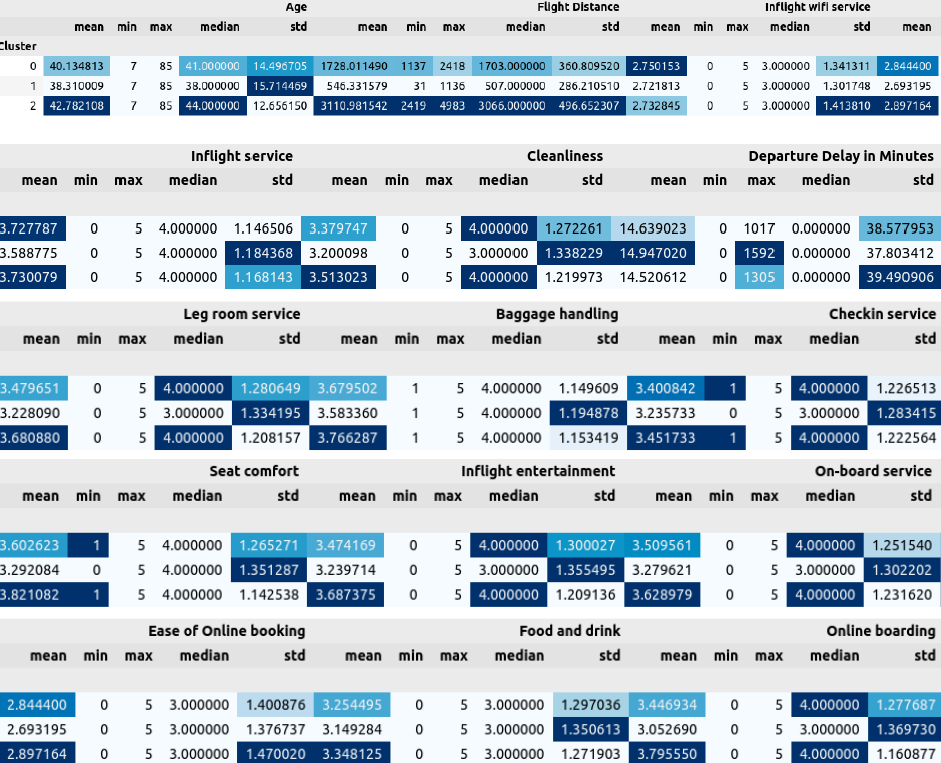 Age Flight Distance Inflight wifi service
mean min max median std mean min max median std mean min max median std mean
Cluster
0 40.134813 7 85 41.000000 14.496705 1728.011490 1137 2418 1703.000000 360.809520 2.750153 0 5 3.000000 1.341311 2.844400
1 38.310009 7 85 38.000000 15.714469 546.331579 31 1136 507.000000 286.210510 2.721813 0 5 3.000000 1.301748 2.693195
2 42.782108 7 85 44.000000 12.656150 3110.981542 2419 4983 3066.000000 496.652307 2.732845 0 5 3.000000 1.413810 2.897164
Inflight service Cleanliness Departure Delay in Minutes
mean min max median std mean min max median std mean min max median std
3.727787 0 5 4.000000 1.146506 3.379747 0 5 4.000000 1.272261 14.639023 0 1017 0.000000 38.577953
3.588775 0 5 4.000000 1.184368 3.200098 0 5 3.000000 1.338229 14.947020 0 1592 0.000000 37.803412
3.730079 0 5 4.000000 1.168143 3.513023 0 5 4.000000 1.219973 14.520612 0 1305 0.000000 39.490906
Leg room service Baggage handling Checkin service
mean min max median std mean min max median std mean min max median std
3.479651 0 5 4.000000 1.280649 3.679502 1 5 4.000000 1.149609 3.400842 1 5 4.000000 1.226513
3.228090 0 5 3.000000 1.334195 3.583360 1 5 4.000000 1.194878 3.235733 0 5 3.000000 1.283415
3.680880 0 5 4.000000 1.208157 3.766287 1 5 4.000000 1.153419 3.451733 1 5 4.000000 1.222564
Seat comfort Inflight entertainment On-board service
mean min max median std mean min max median std mean min max median std
3.602623 1 5 4.000000 1.265271 3.474169 0 5 4.000000 1.300027 3.509561 0 5 4.000000 1.251540
3.292084 0 5 4.000000 1.351287 3.239714 0 5 3.000000 1.355495 3.279621 0 5 3.000000 1.302202
3.821082 1 5 4.000000 1.142538 3.687375 0 5 4.000000 1.209136 3.628979 0 5 4.000000 1.231620
Ease of Online booking Food and drink Online boarding
mean min max median std mean min max median std mean min max median std
2.844400 0 5 3.000000 1.400876 3.254495 0 5 3.000000 1.297036 3.446934 0 5 4.000000 1.277687
2.693195 0 5 3.000000 1.376737 3.149284 0 5 3.000000 1.350613 3.052690 0 5 3.000000 1.369730
2.897164 0 5 3.000000 1.470020 3.348125 0 5 3.000000 1.271903 3.795550 0 5 4.000000 1.160877